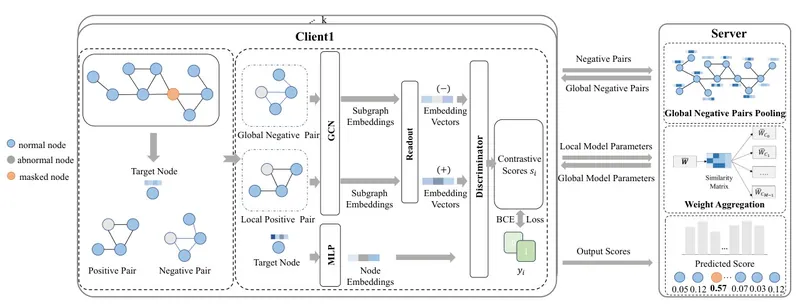 k
Client1
normal node
abnormal node
masked node
Target Node
Positive Pair
Negative Pair
Global Negative Pair
Local Positive Pair
Target Node
GCN
MLP
Subgraph
Embeddings
Subgraph
Embeddings
Node
Embeddings
Readout
(−)
Embedding
Vectors
(+)
Embedding
Vectors
Discriminator
Contrastive
Scores si
BCE Loss
1
yi
Negative Pairs
Global Negative Pairs
Local Model Parameters
Global Model Parameters
Output Scores
Server
Global Negative Pairs Pooling
W
Similarity
Matrix
....
Weight Aggregation
...
Predicted Score
...
0.05 0.12 0.57 0.07 0.03 0.12